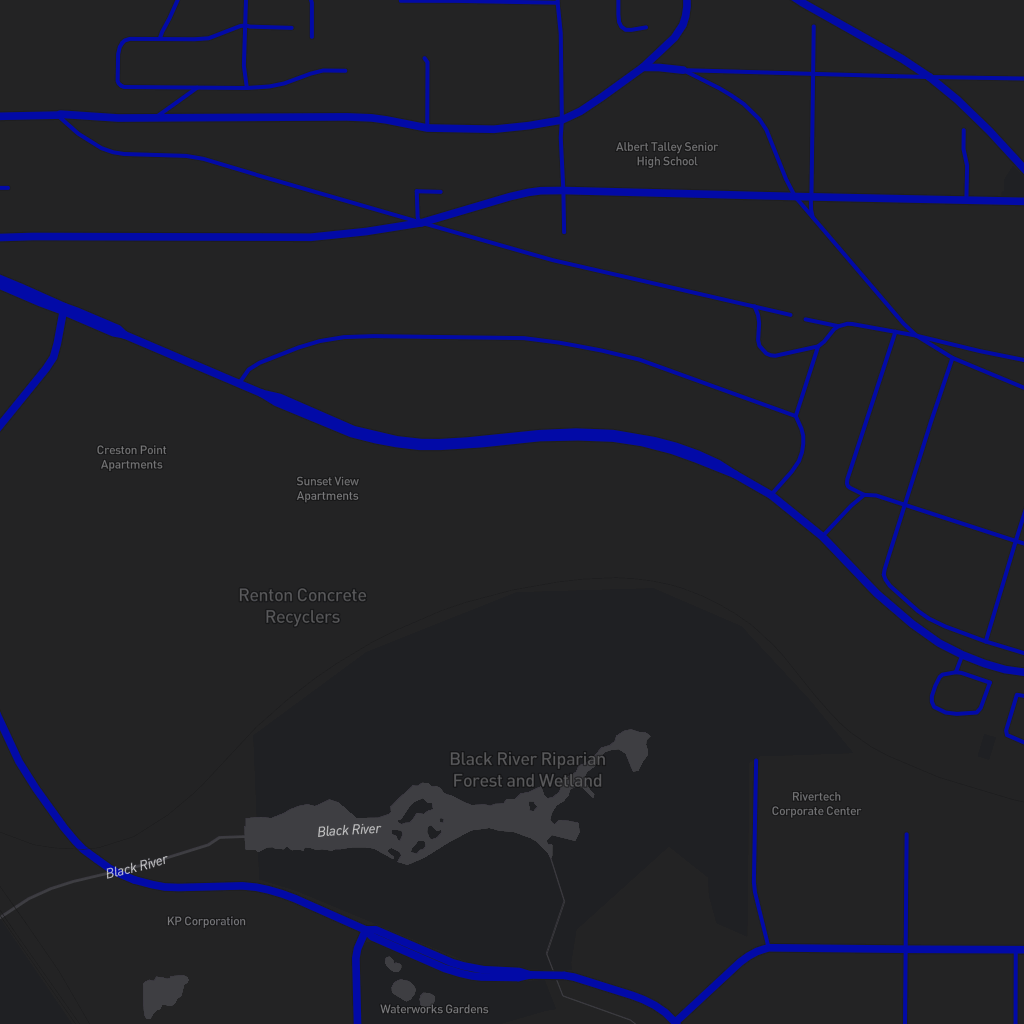 Albert Talley Senior
High School
Creston Point
Apartments
Sunset View
Apartments
Renton Concrete
Recyclers
Black River Riparian
Forest and Wetland
Rivertech
Corporate Center
Black River
Black River
KP Corporation
Waterworks Gardens